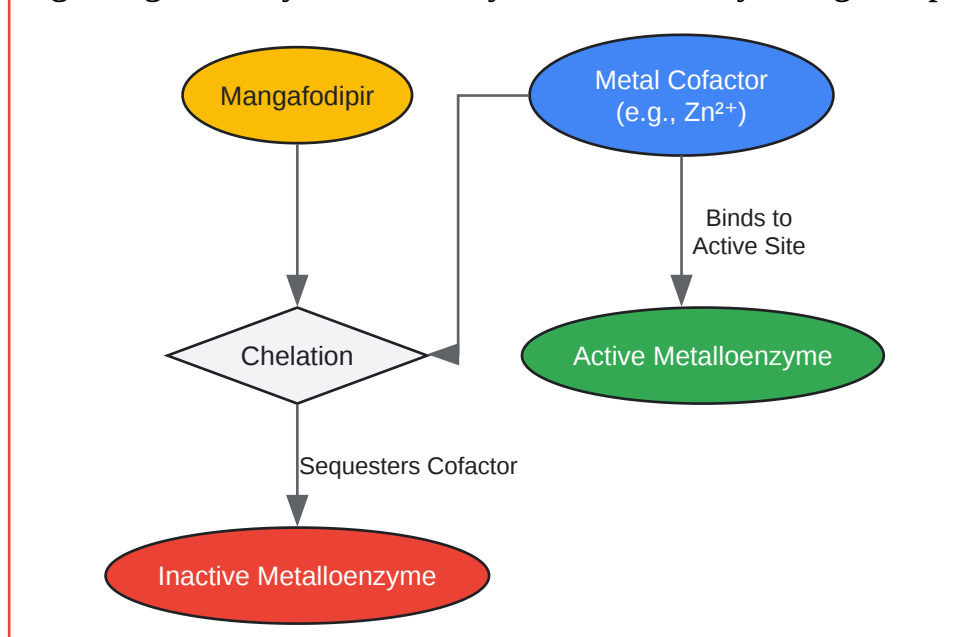 Mangafodipir
Metal Cofactor
(e.g., Zn²⁺)
Binds to
Active Site
Chelation
Active Metalloenzyme
Sequesters Cofactor
Inactive Metalloenzyme